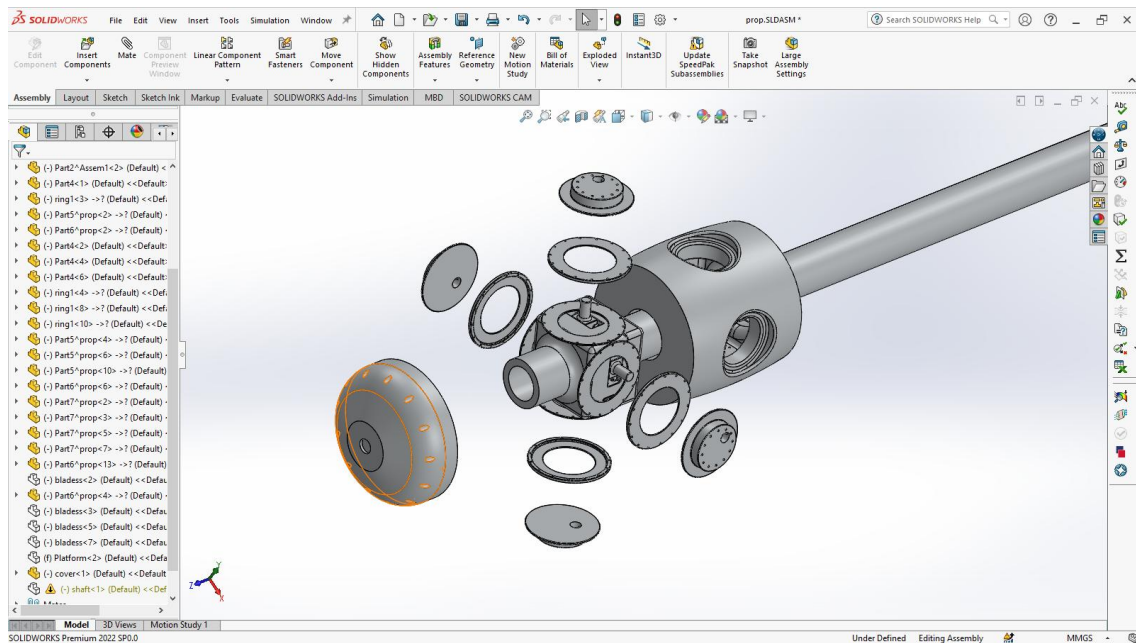 SOLIDWORKS File Edit View Insert Tools Simulation Window prop.SLDASM * Search SOLIDWORKS Help
Edit Component
Insert Components
Mate
Component Preview Window
Linear Component Pattern
Smart Fasteners
Move Component
Show Hidden Components
Assembly Features
Reference Geometry
New Motion Study
Bill of Materials
Exploded View
Instant3D
Update SpeedPak Subassemblies
Take Snapshot
Large Assembly Settings
Assembly Layout Sketch Sketch Ink Markup Evaluate SOLIDWORKS Add-Ins Simulation MBD SOLIDWORKS CAM
(-) Part2^Assem1<2> (Default) <
(-) Part4<1> (Default) <<Default
(-) ring1<3> ->? (Default) <<Def
(-) Part5^prop<2> ->? (Default)
(-) Part6^prop<2> ->? (Default)
(-) Part4<2> (Default) <<Default
(-) Part4<4> (Default) <<Default
(-) Part4<6> (Default) <<Default
(-) ring1<4> ->? (Default) <<Def
(-) ring1<8> ->? (Default) <<Def
(-) ring1<10> ->? (Default) <<De
(-) Part5^prop<4> ->? (Default)
(-) Part5^prop<6> ->? (Default)
(-) Part5^prop<10> ->? (Default)
(-) Part6^prop<6> ->? (Default)
(-) Part7^prop<2> ->? (Default)
(-) Part7^prop<3> ->? (Default)
(-) Part7^prop<5> ->? (Default)
(-) Part7^prop<7> ->? (Default)
(-) Part6^prop<13> ->? (Default)
(-) bladess<2> (Default) <<Defau
(-) Part6^prop<4> ->? (Default)
(-) bladess<3> (Default) <<Defau
(-) bladess<5> (Default) <<Defau
(-) bladess<7> (Default) <<Defau
(f) Platform<2> (Default) <<Defa
(-) cover<1> (Default) <<Default
(-) shaft<1> (Default) <<Def
Z Y X
Model 3D Views Motion Study 1
SOLIDWORKS Premium 2022 SP0.0 Under Defined Editing Assembly MMGS